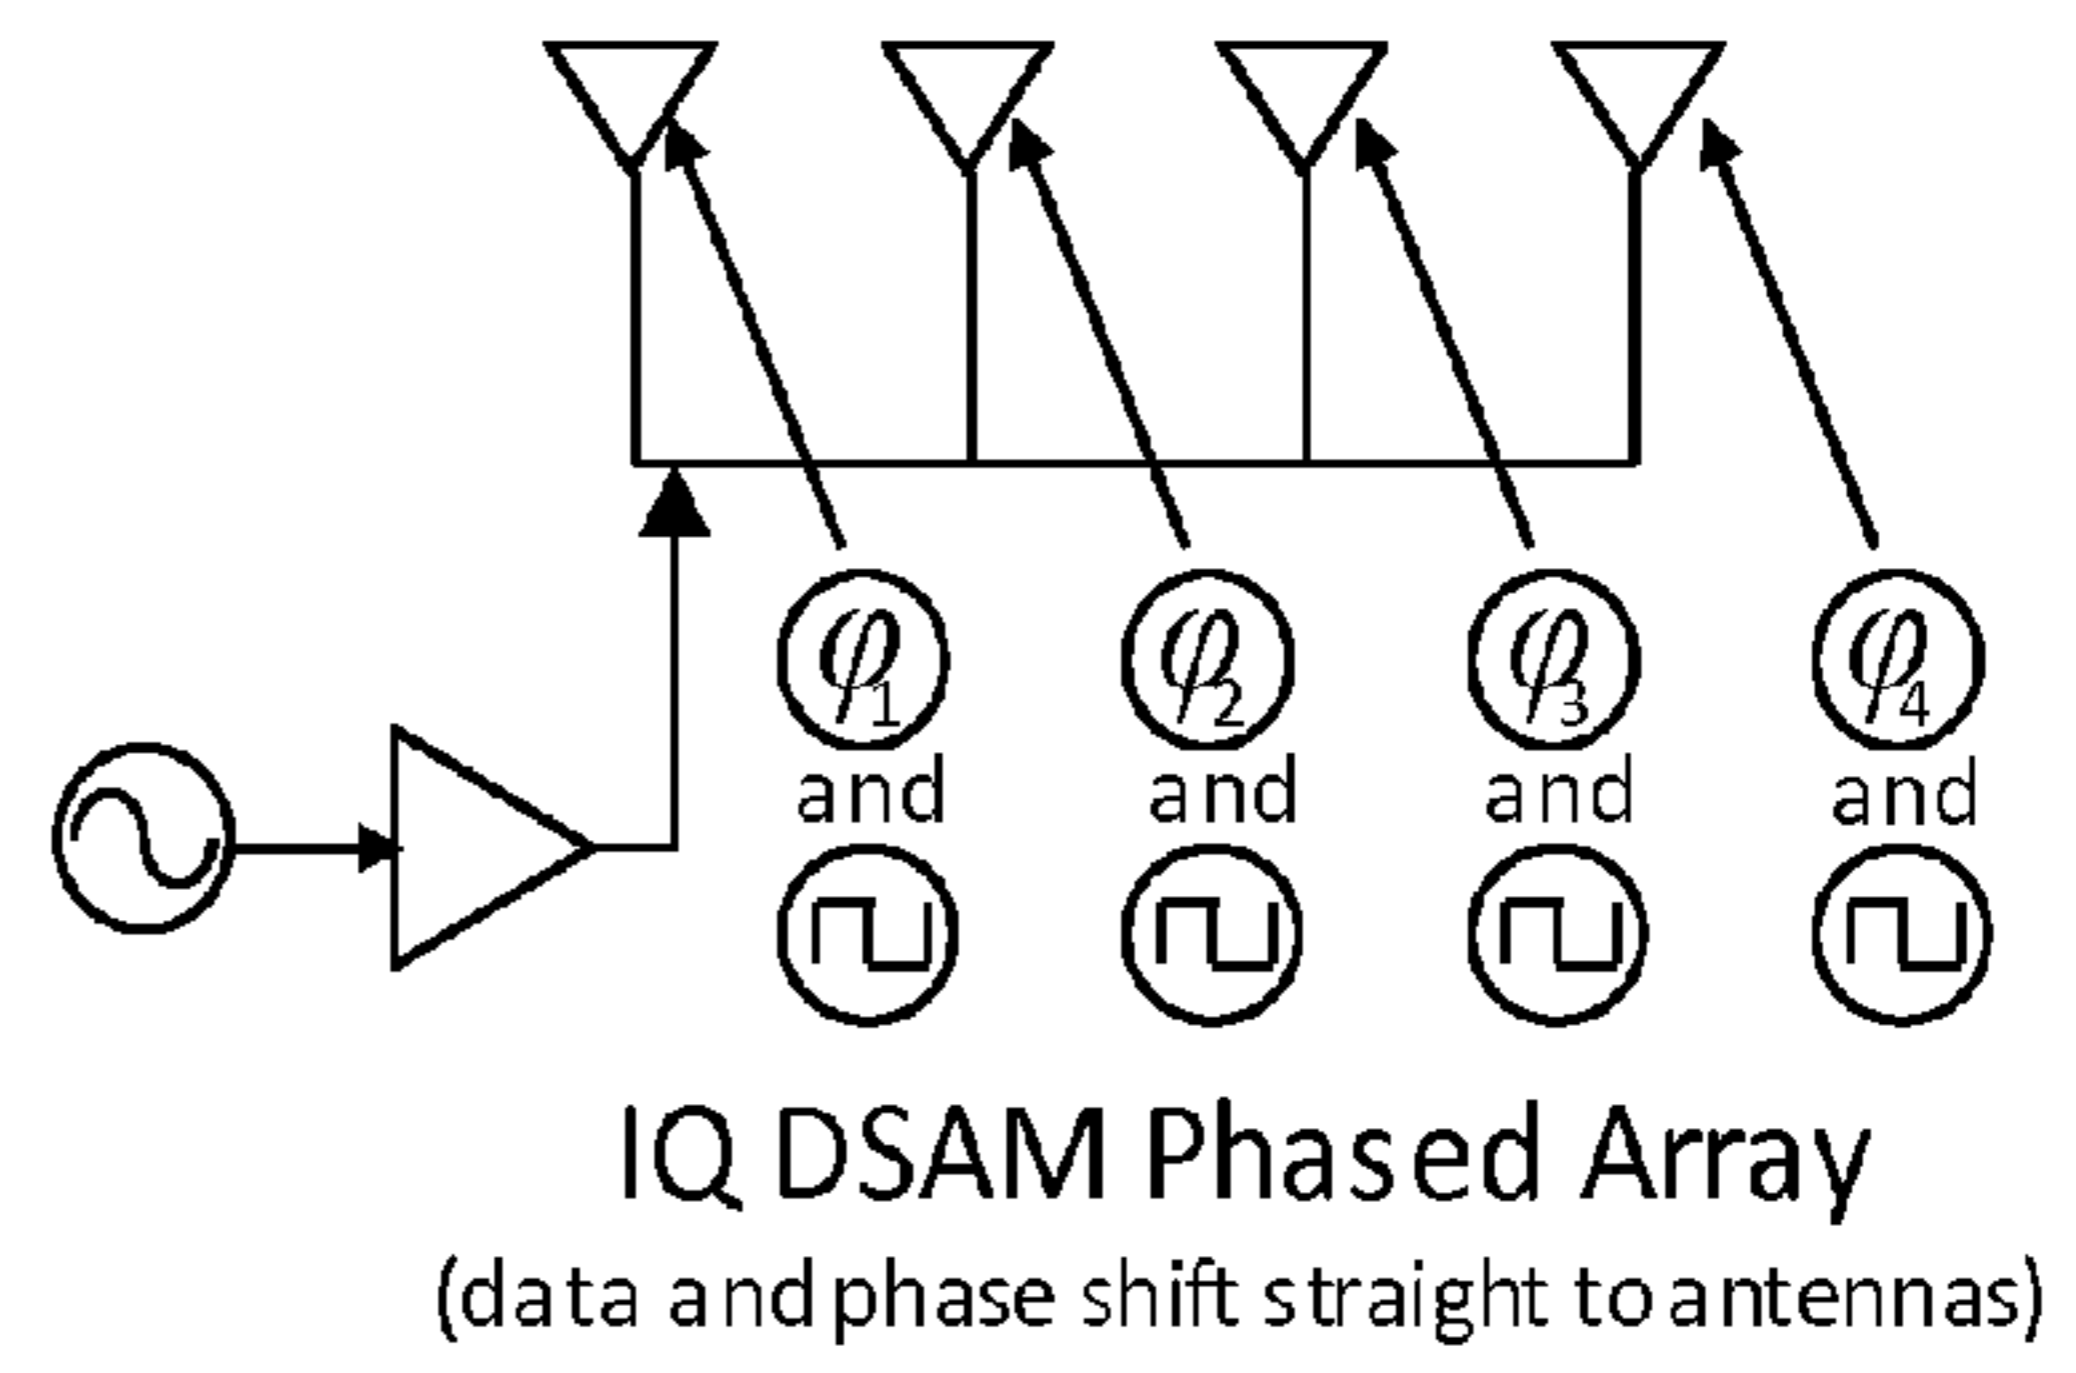 φ1 φ2 φ3 φ4
and and and and
IQ DSAM Phased Array
(data and phase shift straight to antennas)